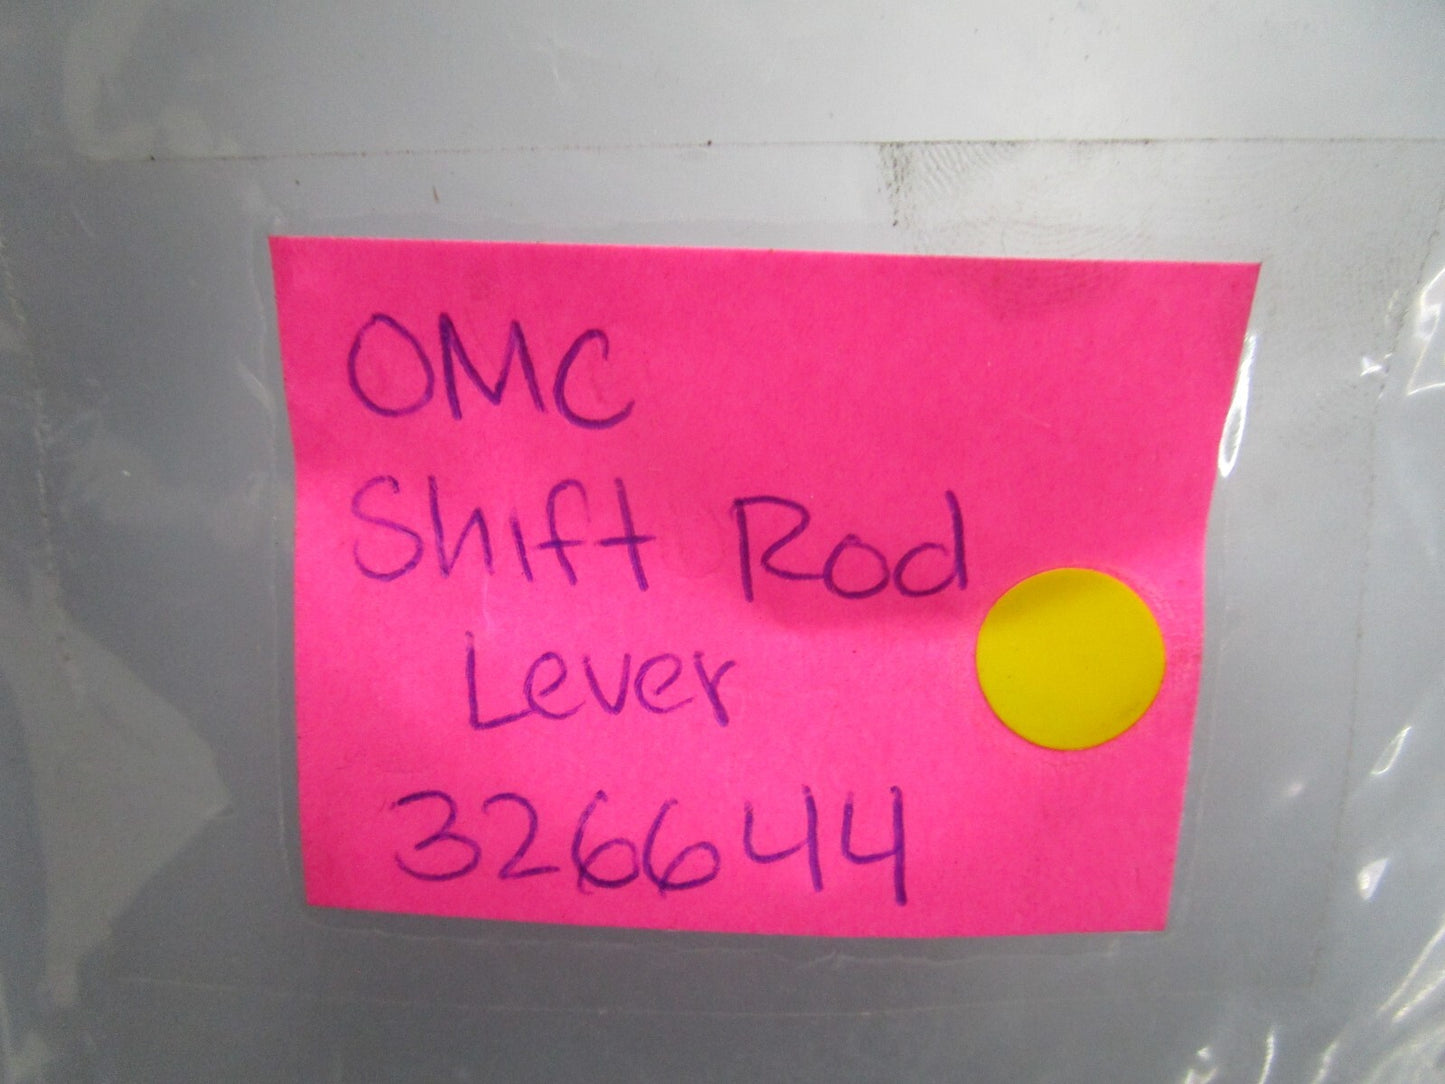 OMC
Shift Rod
Lever
326644